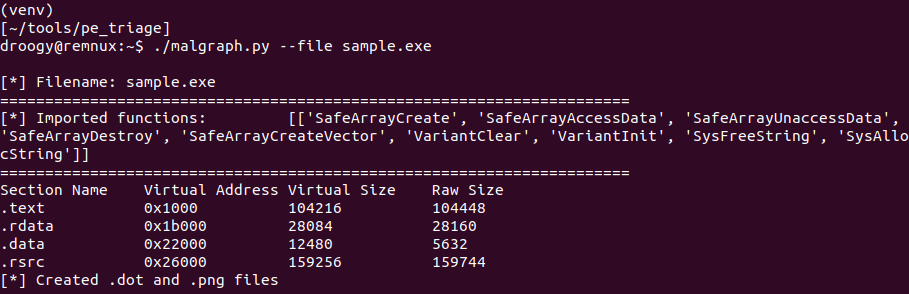 (venv)
[~/tools/pe_triage]
droogy@remnux:~$ ./malgraph.py --file sample.exe
[*] Filename: sample.exe
======================================================================
[*] Imported functions:         [['SafeArrayCreate', 'SafeArrayAccessData', 'SafeArrayUnaccessData',
'SafeArrayDestroy', 'SafeArrayCreateVector', 'VariantClear', 'VariantInit', 'SysFreeString', 'SysAllo
cString']]
======================================================================
Section Name    Virtual Address Virtual Size    Raw Size
.text           0x1000          104216          104448
.rdata          0x1b000         28084           28160
.data           0x22000         12480           5632
.rsrc           0x26000         159256          159744
[*] Created .dot and .png files